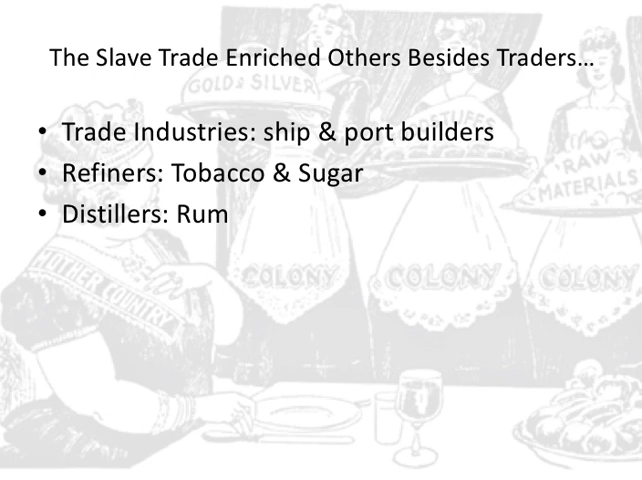 The Slave Trade Enriched Others Besides Traders…
GOLD & SILVER
• Trade Industries: ship & port builders
• Refiners: Tobacco & Sugar
RAW
MATERIALS
• Distillers: Rum
MOTHER COUNTRY
COLONY
COLONY
COLONY